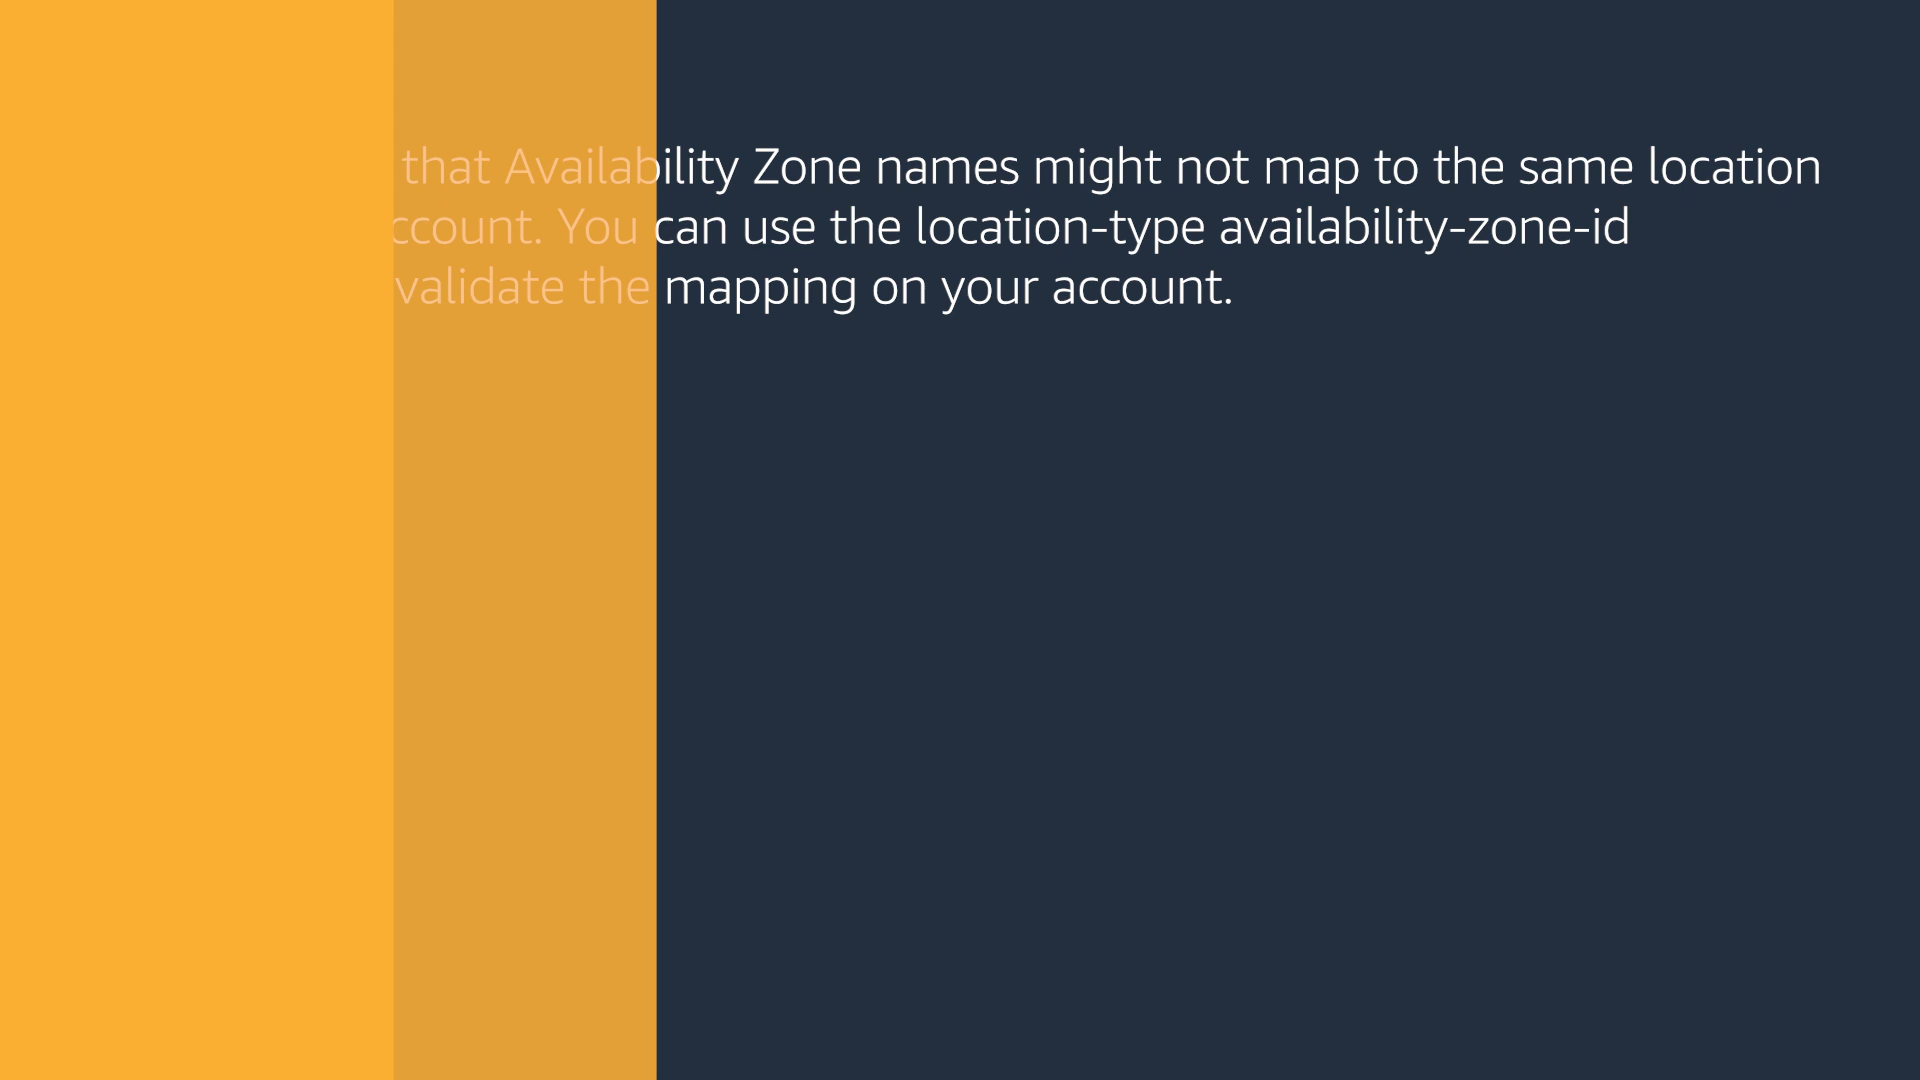 that Availability Zone names might not map to the same location
ccount. You can use the location-type availability-zone-id
validate the mapping on your account.